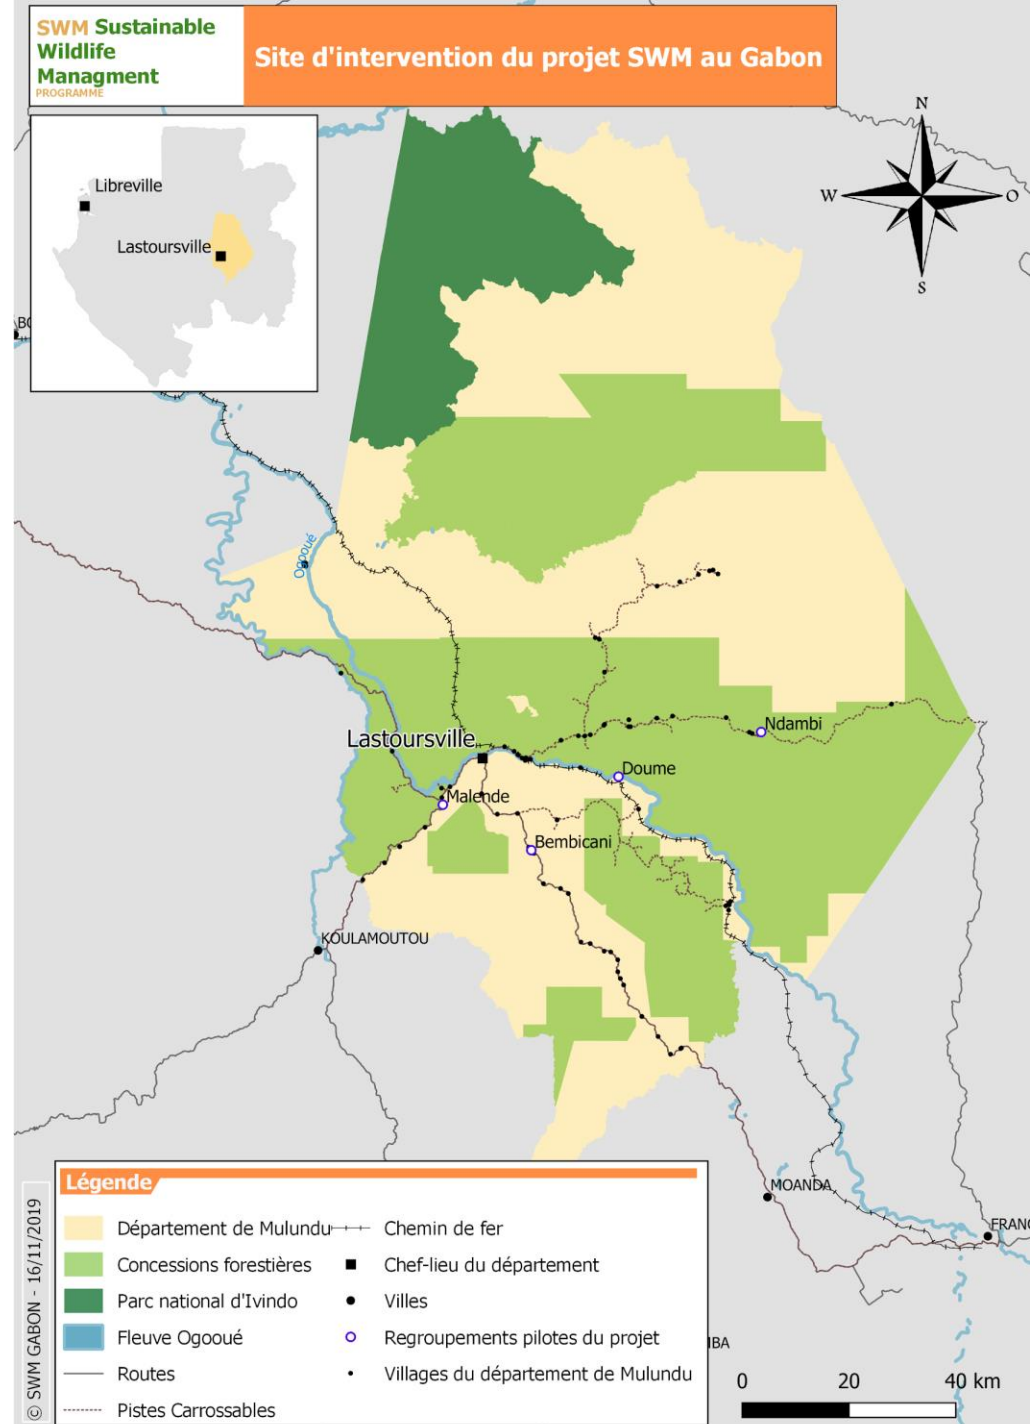 SWM Sustainable
Wildlife
Managment
PROGRAMME
Site d'intervention du projet SWM au Gabon
N
W
O
S
Libreville
Lastoursville
BO
Ogooué
Lastoursville
Ndambi
Doume
Malende
Bembicani
KOULAMOUTOU
MOANDA
FRANC
MBA
Légende
Département de Mulundu
Concessions forestières
Parc national d'Ivindo
Fleuve Ogooué
Routes
Pistes Carrossables
Chemin de fer
Chef-lieu du département
Villes
Regroupements pilotes du projet
Villages du département de Mulundu
0 20 40 km
© SWM GABON - 16/11/2019